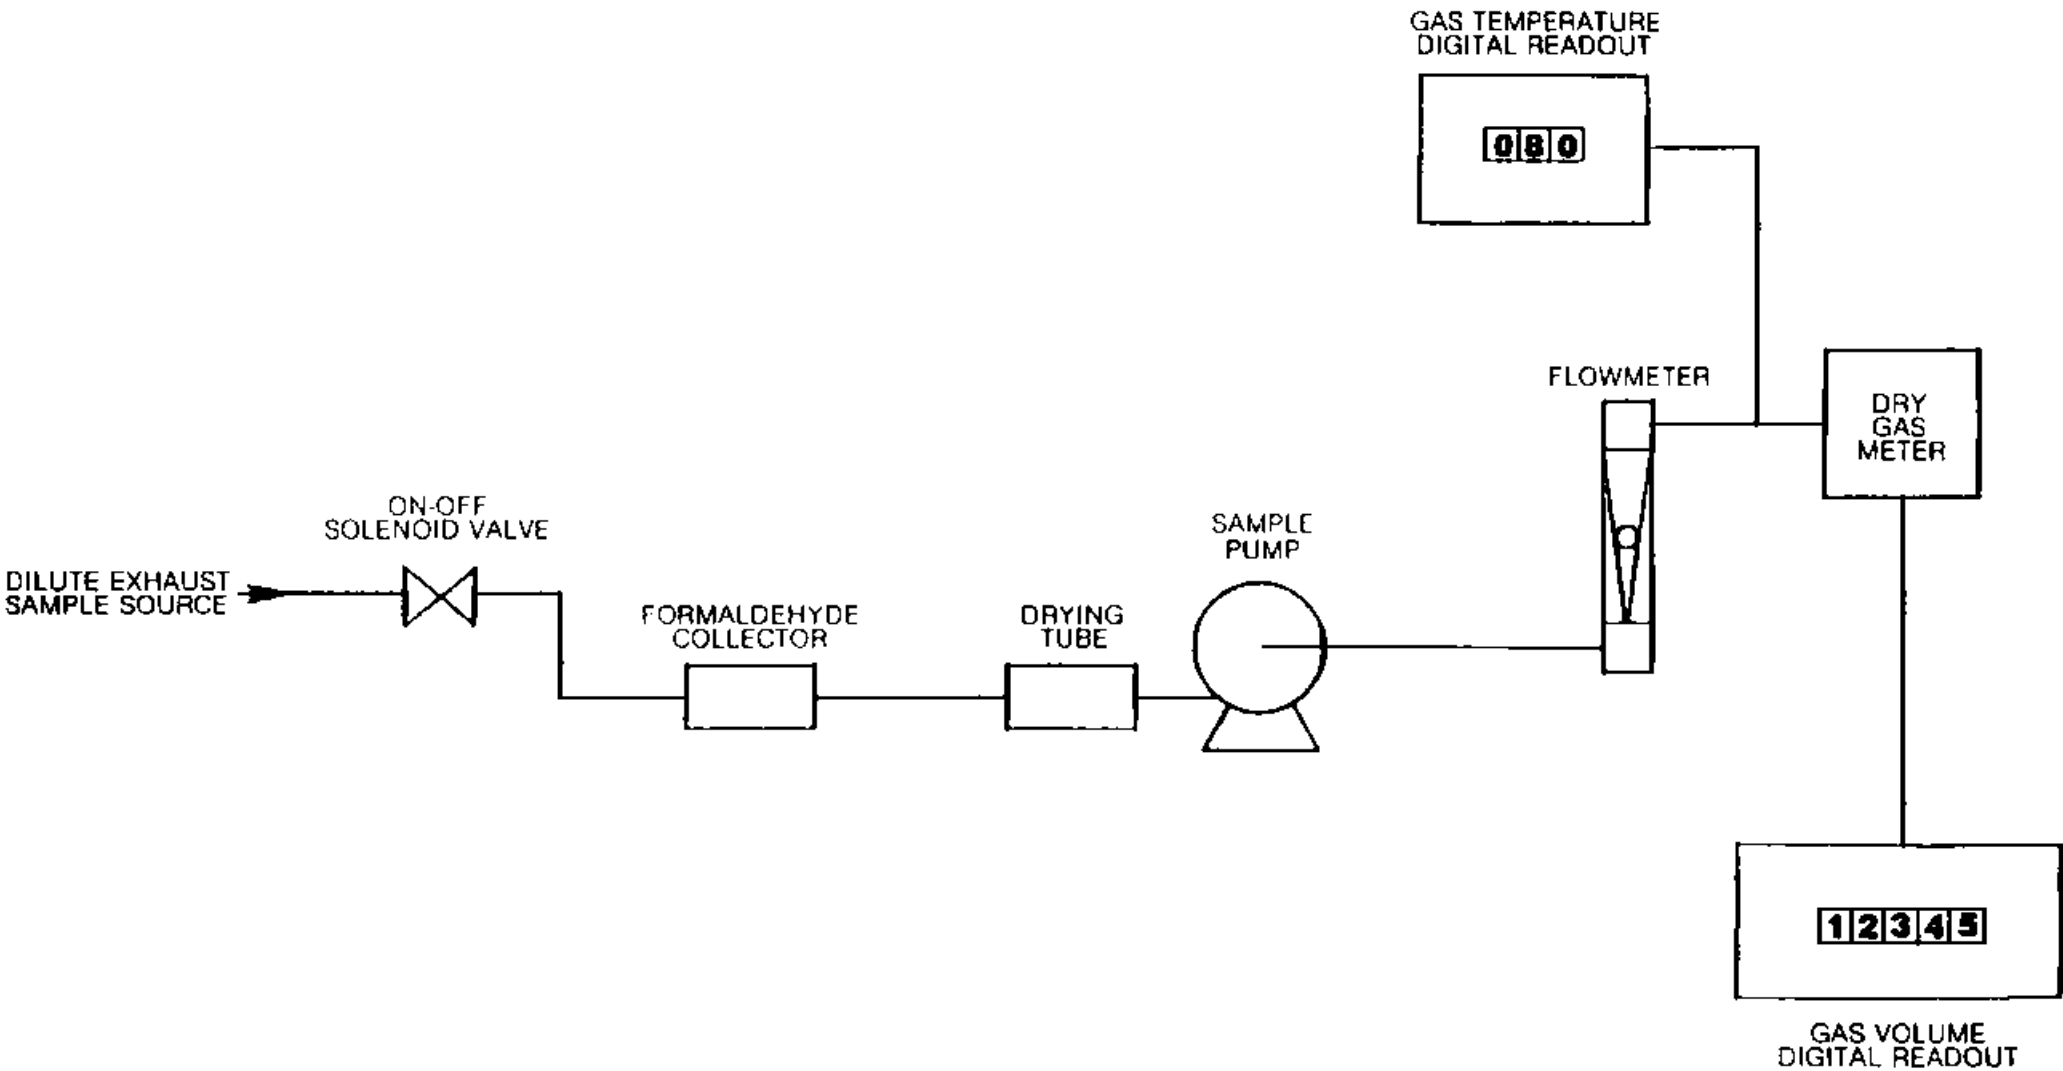 GAS TEMPERATURE
DIGITAL READOUT
080
FLOWMETER
DRY
GAS
METER
ON-OFF
SOLENOID VALVE
SAMPLE
PUMP
DILUTE EXHAUST
SAMPLE SOURCE
FORMALDEHYDE
COLLECTOR
DRYING
TUBE
12345
GAS VOLUME
DIGITAL READOUT